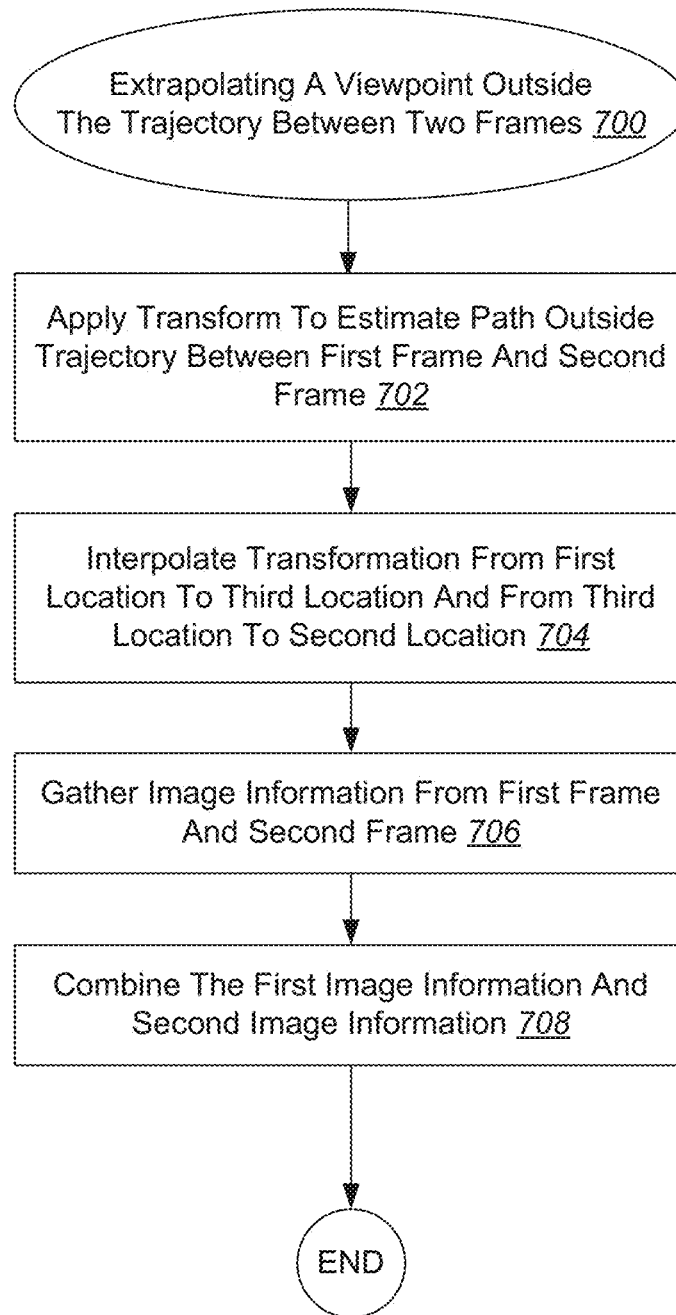 Extrapolating A Viewpoint Outside
The Trajectory Between Two Frames 700
Apply Transform To Estimate Path Outside
Trajectory Between First Frame And Second
Frame 702
Interpolate Transformation From First
Location To Third Location And From Third
Location To Second Location 704
Gather Image Information From First Frame
And Second Frame 706
Combine The First Image Information And
Second Image Information 708
END